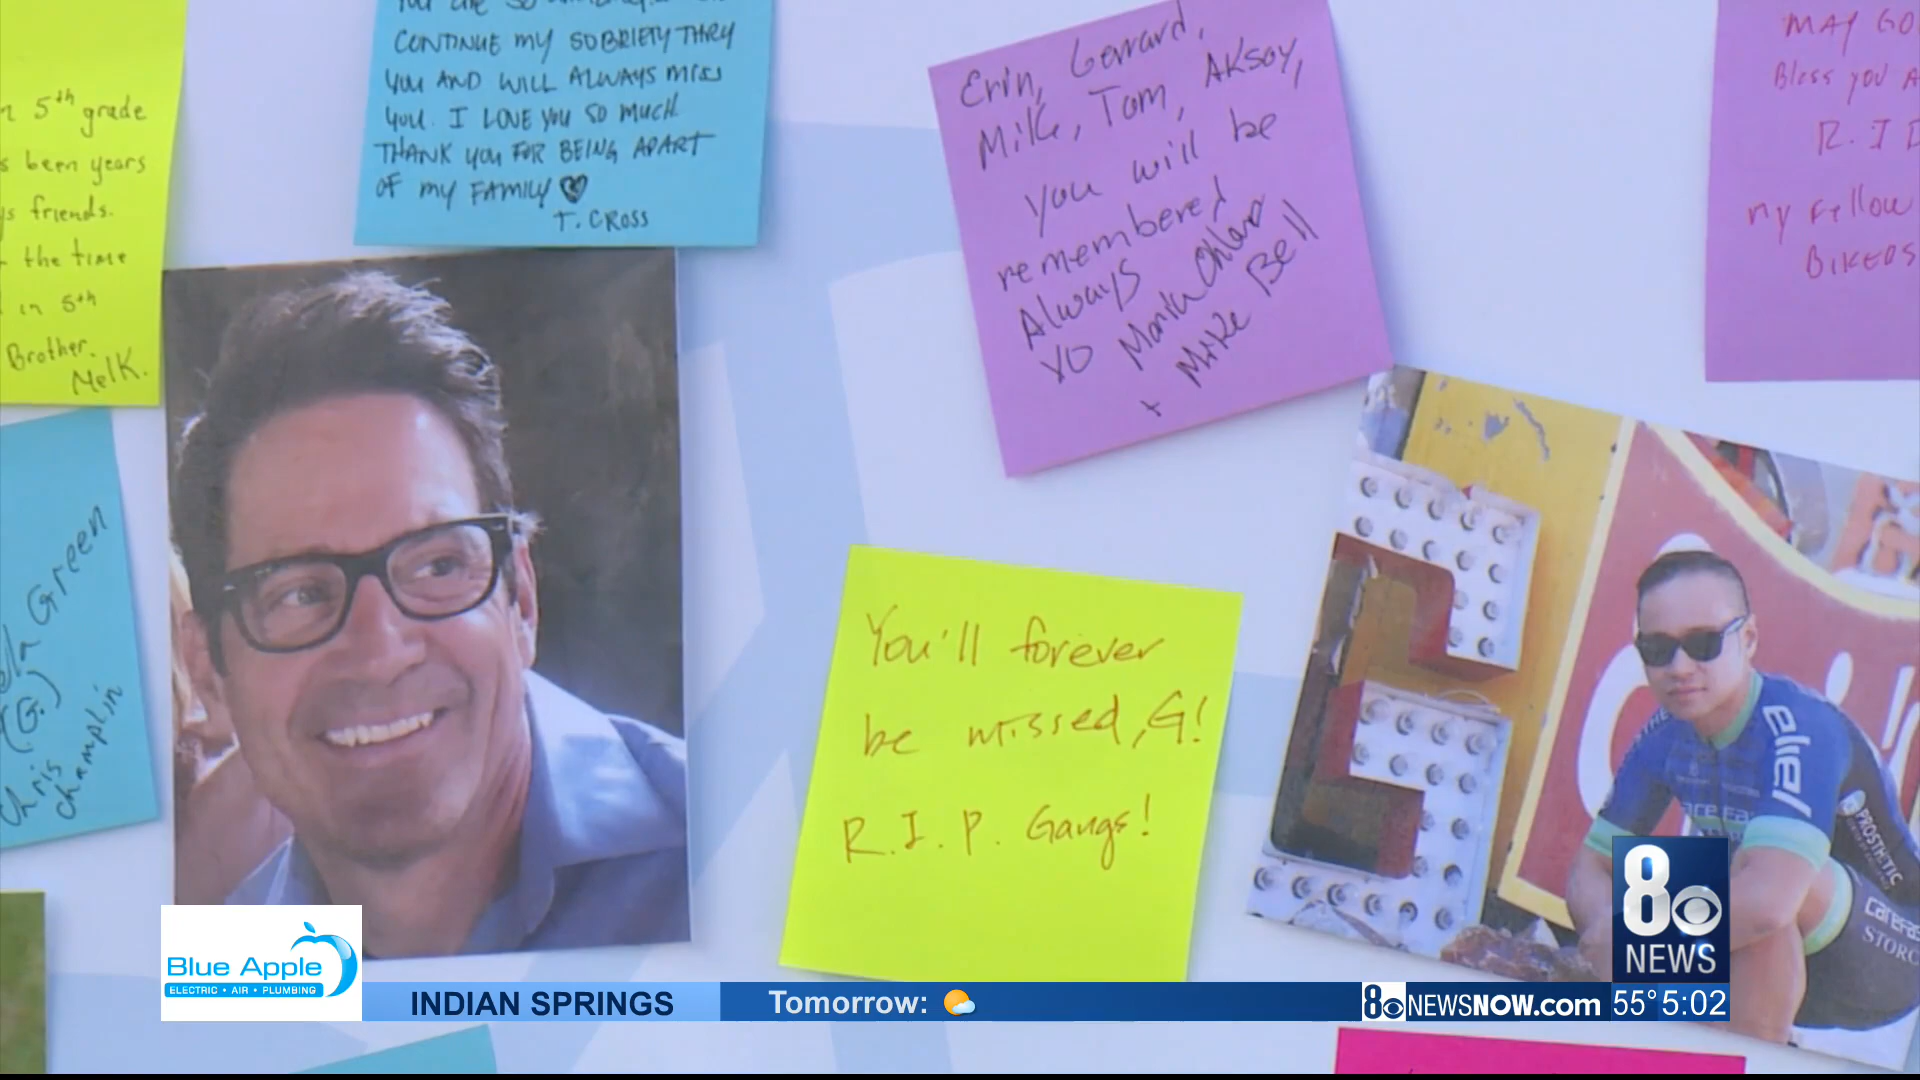 n 5th grade
s been years
ys friends.
the time
in 5th
Brother.
MelK.
CONTINUE MY SOBRIETY THRU
YOU AND WILL ALWAYS MISS
YOU. I LOVE YOU SO MUCH
THANK YOU FOR BEING APART
OF MY FAMILY
T. CROSS
Erin, Gerrard,
Mike, Tom, AKsoy,
you will be
remembered
Always
XO
+ Mike Bell
MAY GO
Bless you A
R.I
my Fellow
BIKERS
Green
(G.)
Chris
Champlin
You'll forever
be missed, G!
R.I.P. Gangs!
PROSTHETIC
STORC
Blue Apple
ELECTRIC • AIR • PLUMBING
INDIAN SPRINGS
Tomorrow:
8 NEWSNOW.com
55° 5:02
8
NEWS